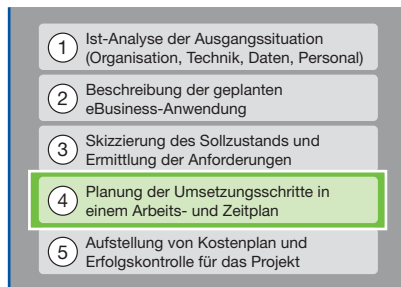 1 Ist-Analyse der Ausgangssituation
(Organisation, Technik, Daten, Personal)
2 Beschreibung der geplanten
eBusiness-Anwendung
3 Skizzierung des Sollzustands und
Ermittlung der Anforderungen
4 Planung der Umsetzungsschritte in
einem Arbeits- und Zeitplan
5 Aufstellung von Kostenplan und
Erfolgskontrolle für das Projekt